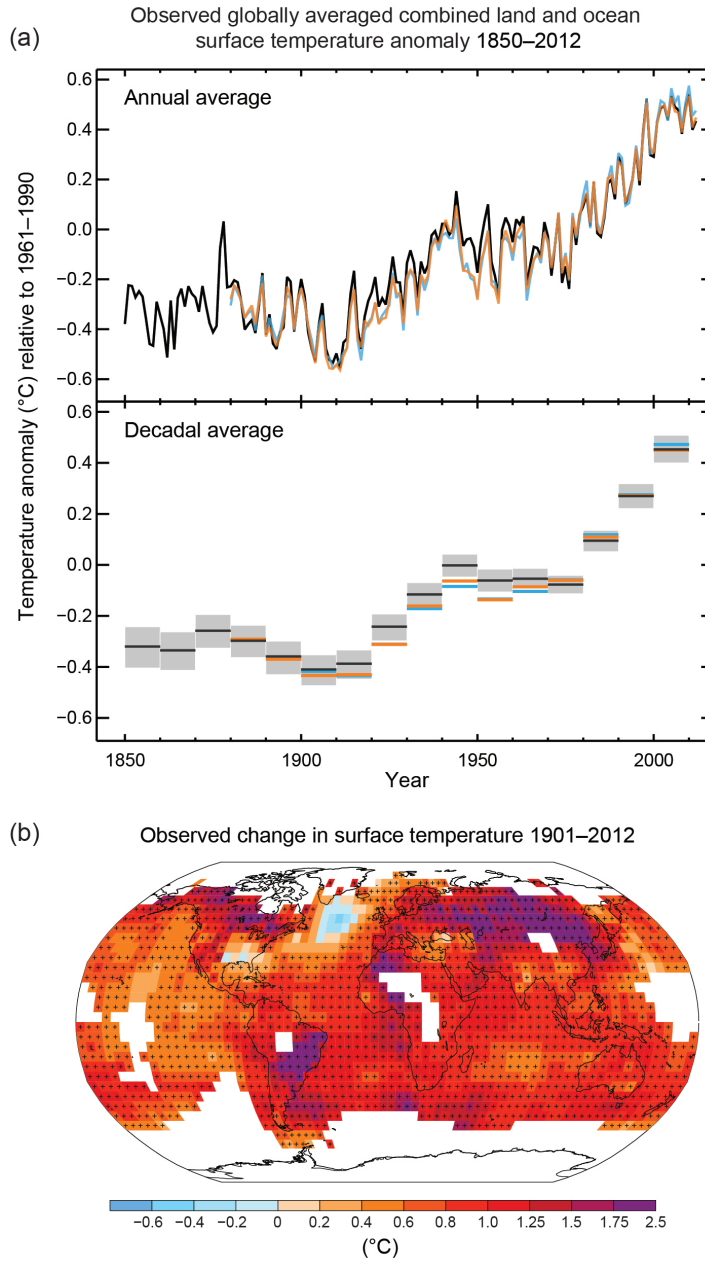 Observed globally averaged combined land and ocean
(a)
surface temperature anomaly 1850–2012
Temperature anomaly (°C) relative to 1961–1990
Annual average
0.6
0.4
0.2
0.0
−0.2
−0.4
−0.6
Decadal average
0.6
0.4
0.2
0.0
−0.2
−0.4
−0.6
1850 1900 1950 2000
Year
(b)
Observed change in surface temperature 1901–2012
−0.6 −0.4 −0.2 0 0.2 0.4 0.6 0.8 1.0 1.25 1.5 1.75 2.5
(°C)